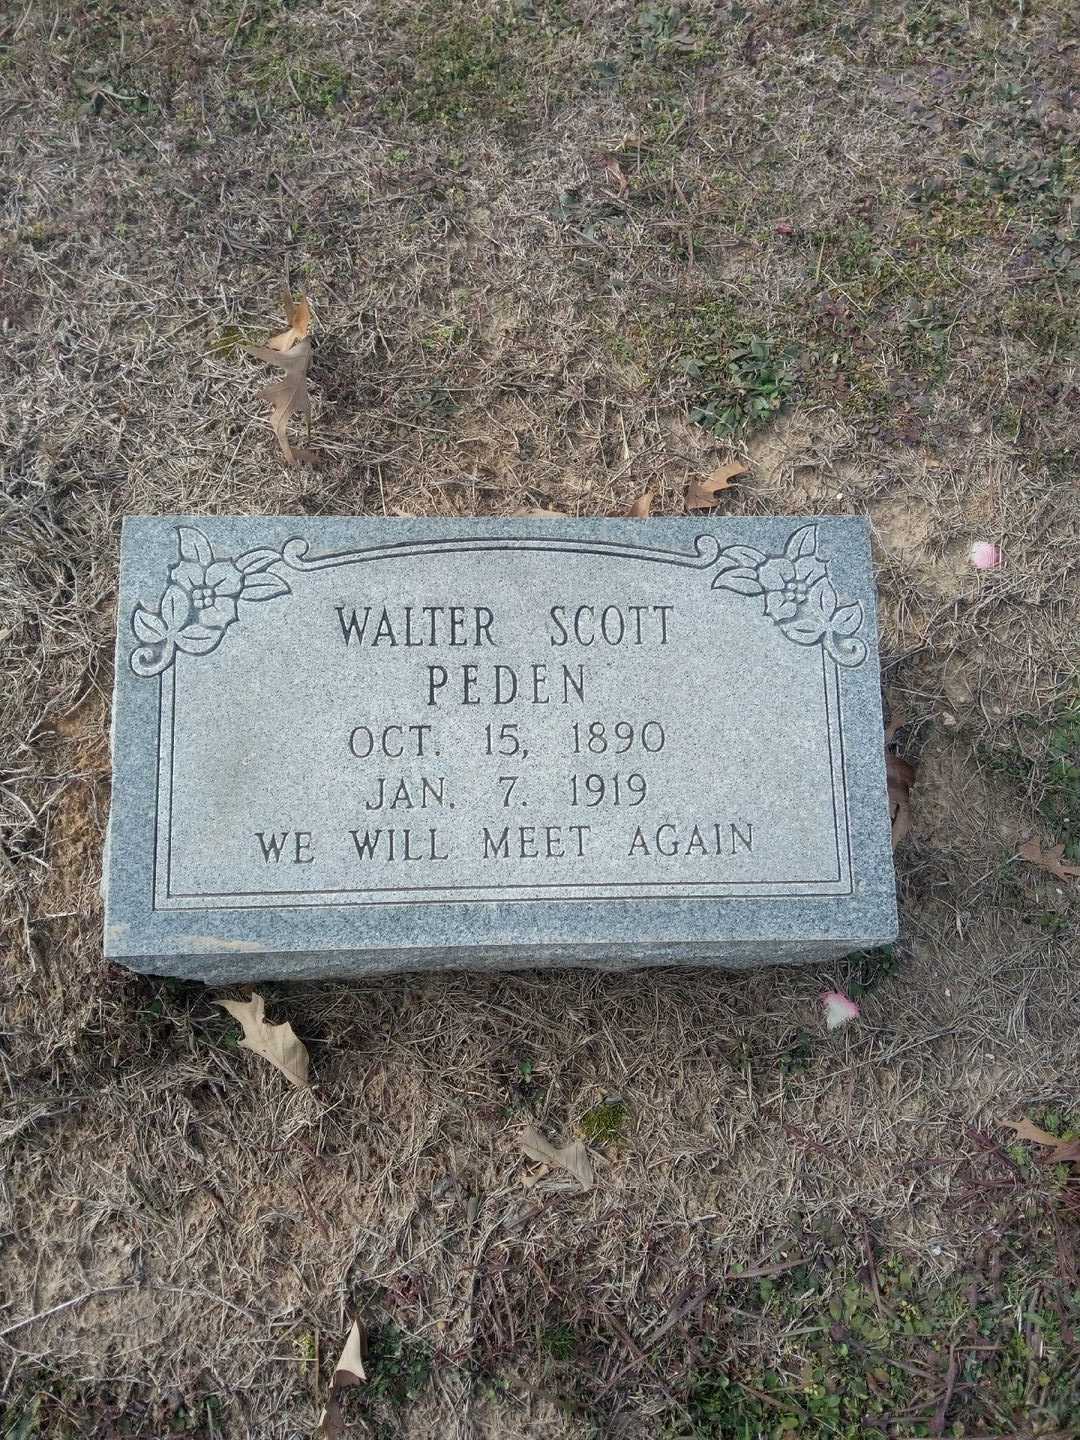 WALTER SCOTT
PEDEN
OCT. 15, 1890
JAN. 7. 1919
WE WILL MEET AGAIN